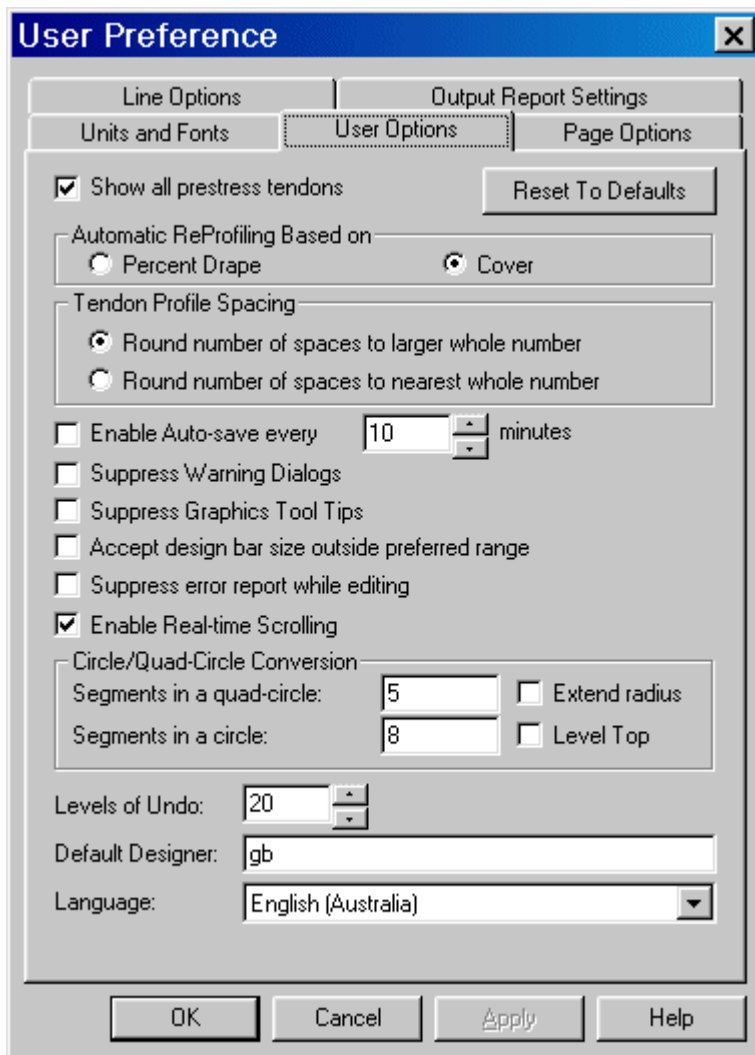 User Preference
Line Options
Output Report Settings
Units and Fonts
User Options
Page Options
Show all prestress tendons
Reset To Defaults
Automatic ReProfiling Based on
Percent Drape
Cover
Tendon Profile Spacing
Round number of spaces to larger whole number
Round number of spaces to nearest whole number
Enable Auto-save every 10 minutes
Suppress Warning Dialogs
Suppress Graphics Tool Tips
Accept design bar size outside preferred range
Suppress error report while editing
Enable Real-time Scrolling
Circle/Quad-Circle Conversion
Segments in a quad-circle: 5 Extend radius
Segments in a circle: 8 Level Top
Levels of Undo: 20
Default Designer: gb
Language: English (Australia)
OK
Cancel
Apply
Help